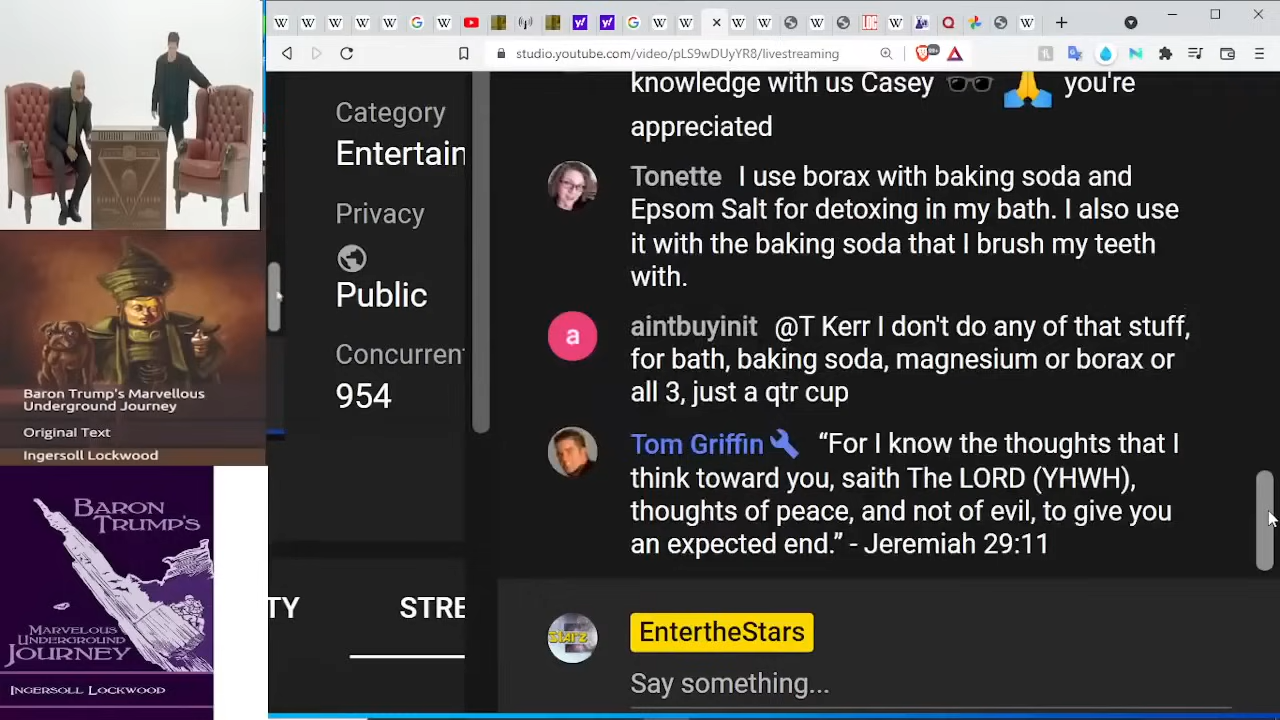 studio.youtube.com/video/pLS9wDUyYR8/livestreaming
99+
Baron Trump's Marvellous
Underground Journey
Original Text
Ingersoll Lockwood
BARON
TRUMP'S
MARVELOUS
UNDERGROUND
JOURNEY
INGERSOLL LOCKWOOD
Category
Entertain
Privacy
Public
Concurrent
954
TY
STRE
knowledge with us Casey 🕶️ 🙏 you're
appreciated
Tonette I use borax with baking soda and
Epsom Salt for detoxing in my bath. I also use
it with the baking soda that I brush my teeth
with.
a
aintbuyinit @T Kerr I don't do any of that stuff,
for bath, baking soda, magnesium or borax or
all 3, just a qtr cup
Tom Griffin “For I know the thoughts that I
think toward you, saith The LORD (YHWH),
thoughts of peace, and not of evil, to give you
an expected end.” - Jeremiah 29:11
Stars
EntertheStars
Say something...